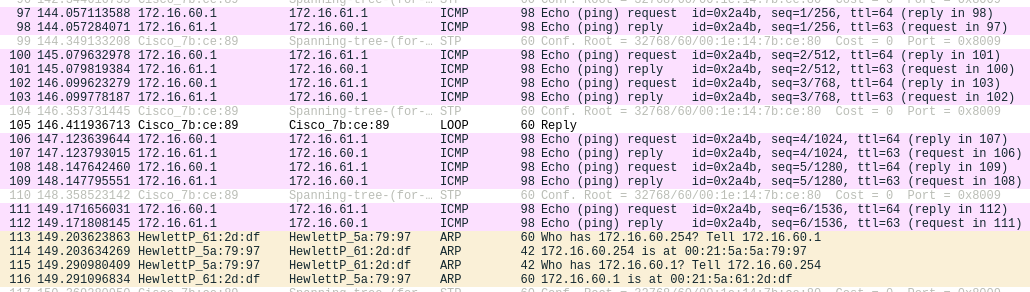 97 144.057113588 172.16.60.1 172.16.61.1 ICMP 98 Echo (ping) request id=0x2a4b, seq=1/256, ttl=64 (reply in 98)
98 144.057284071 172.16.61.1 172.16.60.1 ICMP 98 Echo (ping) reply id=0x2a4b, seq=1/256, ttl=63 (request in 97)
99 144.349133208 Cisco_7b:ce:89 Spanning-tree-(for-… STP 60 Conf. Root = 32768/60/00:1e:14:7b:ce:80 Cost = 0 Port = 0x8009
100 145.079632978 172.16.60.1 172.16.61.1 ICMP 98 Echo (ping) request id=0x2a4b, seq=2/512, ttl=64 (reply in 101)
101 145.079819384 172.16.61.1 172.16.60.1 ICMP 98 Echo (ping) reply id=0x2a4b, seq=2/512, ttl=63 (request in 100)
102 146.099623279 172.16.60.1 172.16.61.1 ICMP 98 Echo (ping) request id=0x2a4b, seq=3/768, ttl=64 (reply in 103)
103 146.099778187 172.16.61.1 172.16.60.1 ICMP 98 Echo (ping) reply id=0x2a4b, seq=3/768, ttl=63 (request in 102)
104 146.353731445 Cisco_7b:ce:89 Spanning-tree-(for-… STP 60 Conf. Root = 32768/60/00:1e:14:7b:ce:80 Cost = 0 Port = 0x8009
105 146.411936713 Cisco_7b:ce:89 Cisco_7b:ce:89 LOOP 60 Reply
106 147.123639644 172.16.60.1 172.16.61.1 ICMP 98 Echo (ping) request id=0x2a4b, seq=4/1024, ttl=64 (reply in 107)
107 147.123793015 172.16.61.1 172.16.60.1 ICMP 98 Echo (ping) reply id=0x2a4b, seq=4/1024, ttl=63 (request in 106)
108 148.147642460 172.16.60.1 172.16.61.1 ICMP 98 Echo (ping) request id=0x2a4b, seq=5/1280, ttl=64 (reply in 109)
109 148.147795551 172.16.61.1 172.16.60.1 ICMP 98 Echo (ping) reply id=0x2a4b, seq=5/1280, ttl=63 (request in 108)
110 148.358523142 Cisco_7b:ce:89 Spanning-tree-(for-… STP 60 Conf. Root = 32768/60/00:1e:14:7b:ce:80 Cost = 0 Port = 0x8009
111 149.171656031 172.16.60.1 172.16.61.1 ICMP 98 Echo (ping) request id=0x2a4b, seq=6/1536, ttl=64 (reply in 112)
112 149.171808145 172.16.61.1 172.16.60.1 ICMP 98 Echo (ping) reply id=0x2a4b, seq=6/1536, ttl=63 (request in 111)
113 149.203623863 HewlettP_61:2d:df HewlettP_5a:79:97 ARP 60 Who has 172.16.60.254? Tell 172.16.60.1
114 149.203634269 HewlettP_5a:79:97 HewlettP_61:2d:df ARP 42 172.16.60.254 is at 00:21:5a:5a:79:97
115 149.290980409 HewlettP_5a:79:97 HewlettP_61:2d:df ARP 42 Who has 172.16.60.1? Tell 172.16.60.254
116 149.291096834 HewlettP_61:2d:df HewlettP_5a:79:97 ARP 60 172.16.60.1 is at 00:21:5a:61:2d:df